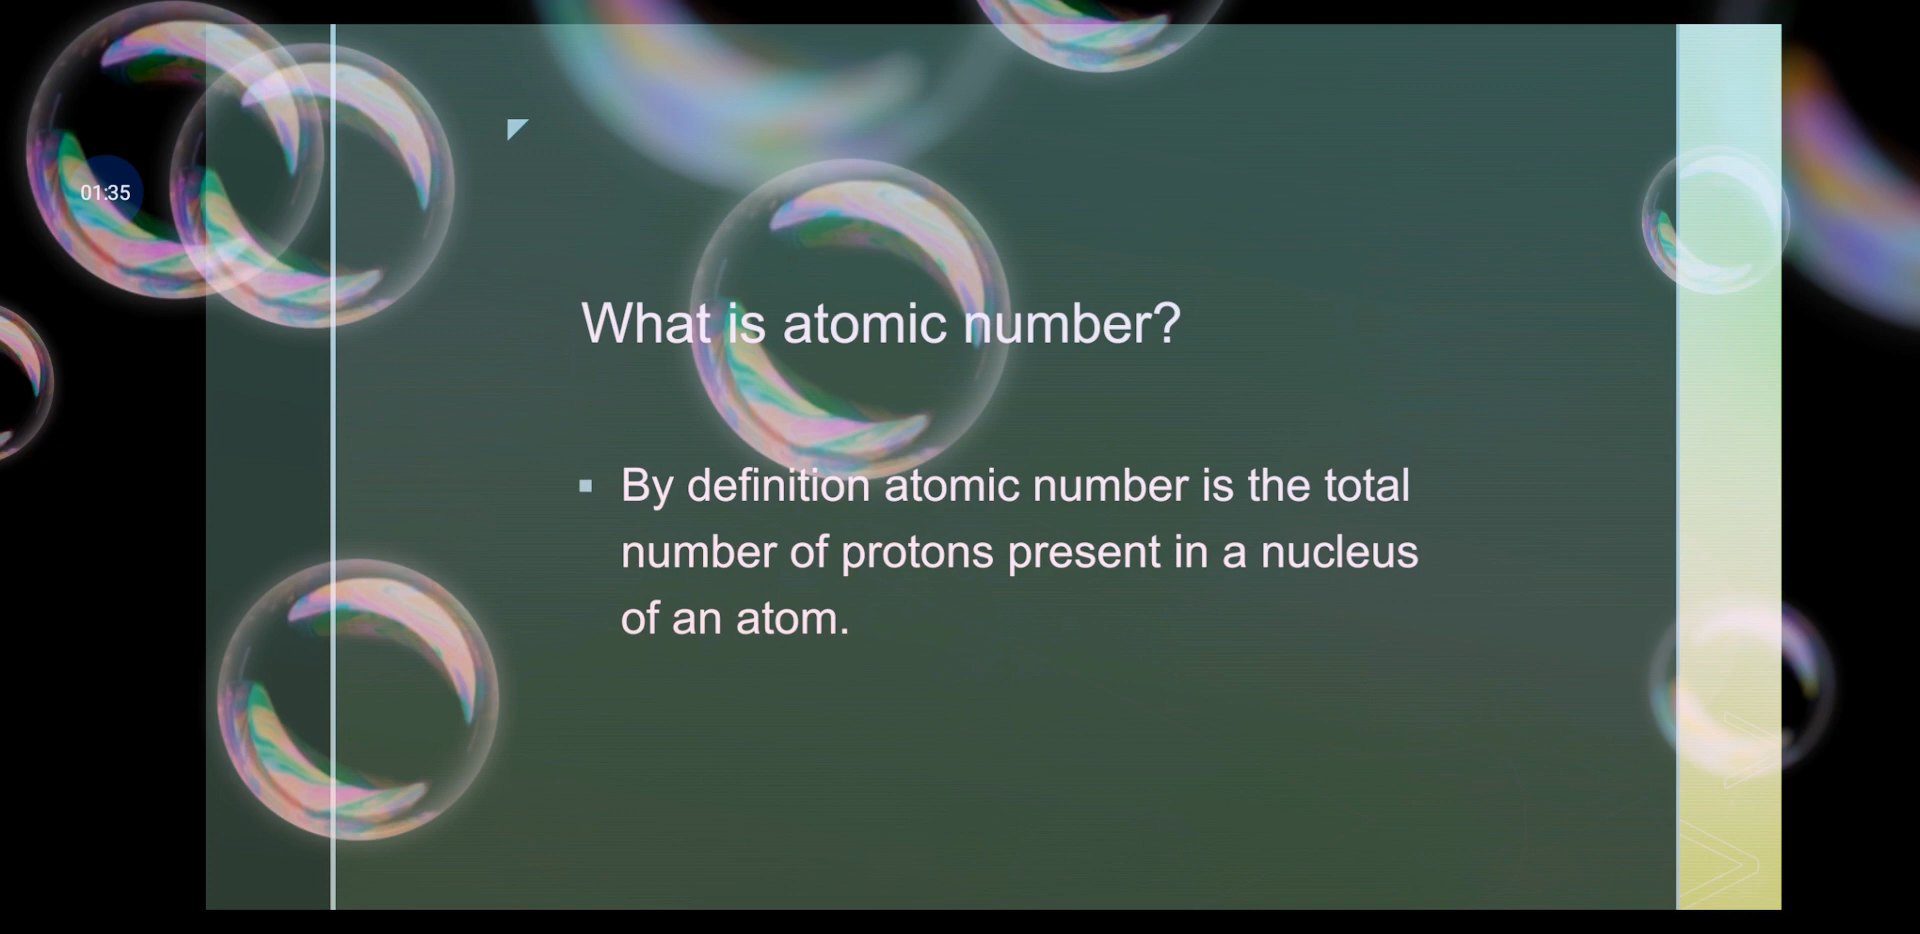 01:35
What is atomic number?
By definition atomic number is the total
number of protons present in a nucleus
of an atom.